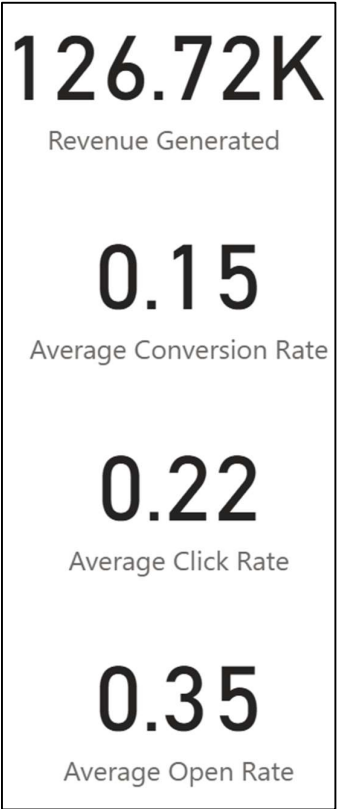 126.72K
Revenue Generated
0.15
Average Conversion Rate
0.22
Average Click Rate
0.35
Average Open Rate